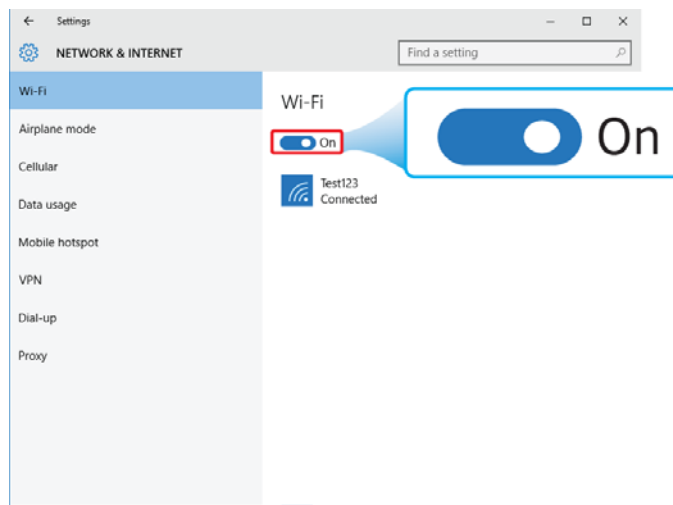 Settings
NETWORK & INTERNET
Find a setting
Wi-Fi
Airplane mode
Cellular
Data usage
Mobile hotspot
VPN
Dial-up
Proxy
Wi-Fi
On
On
Test123
Connected